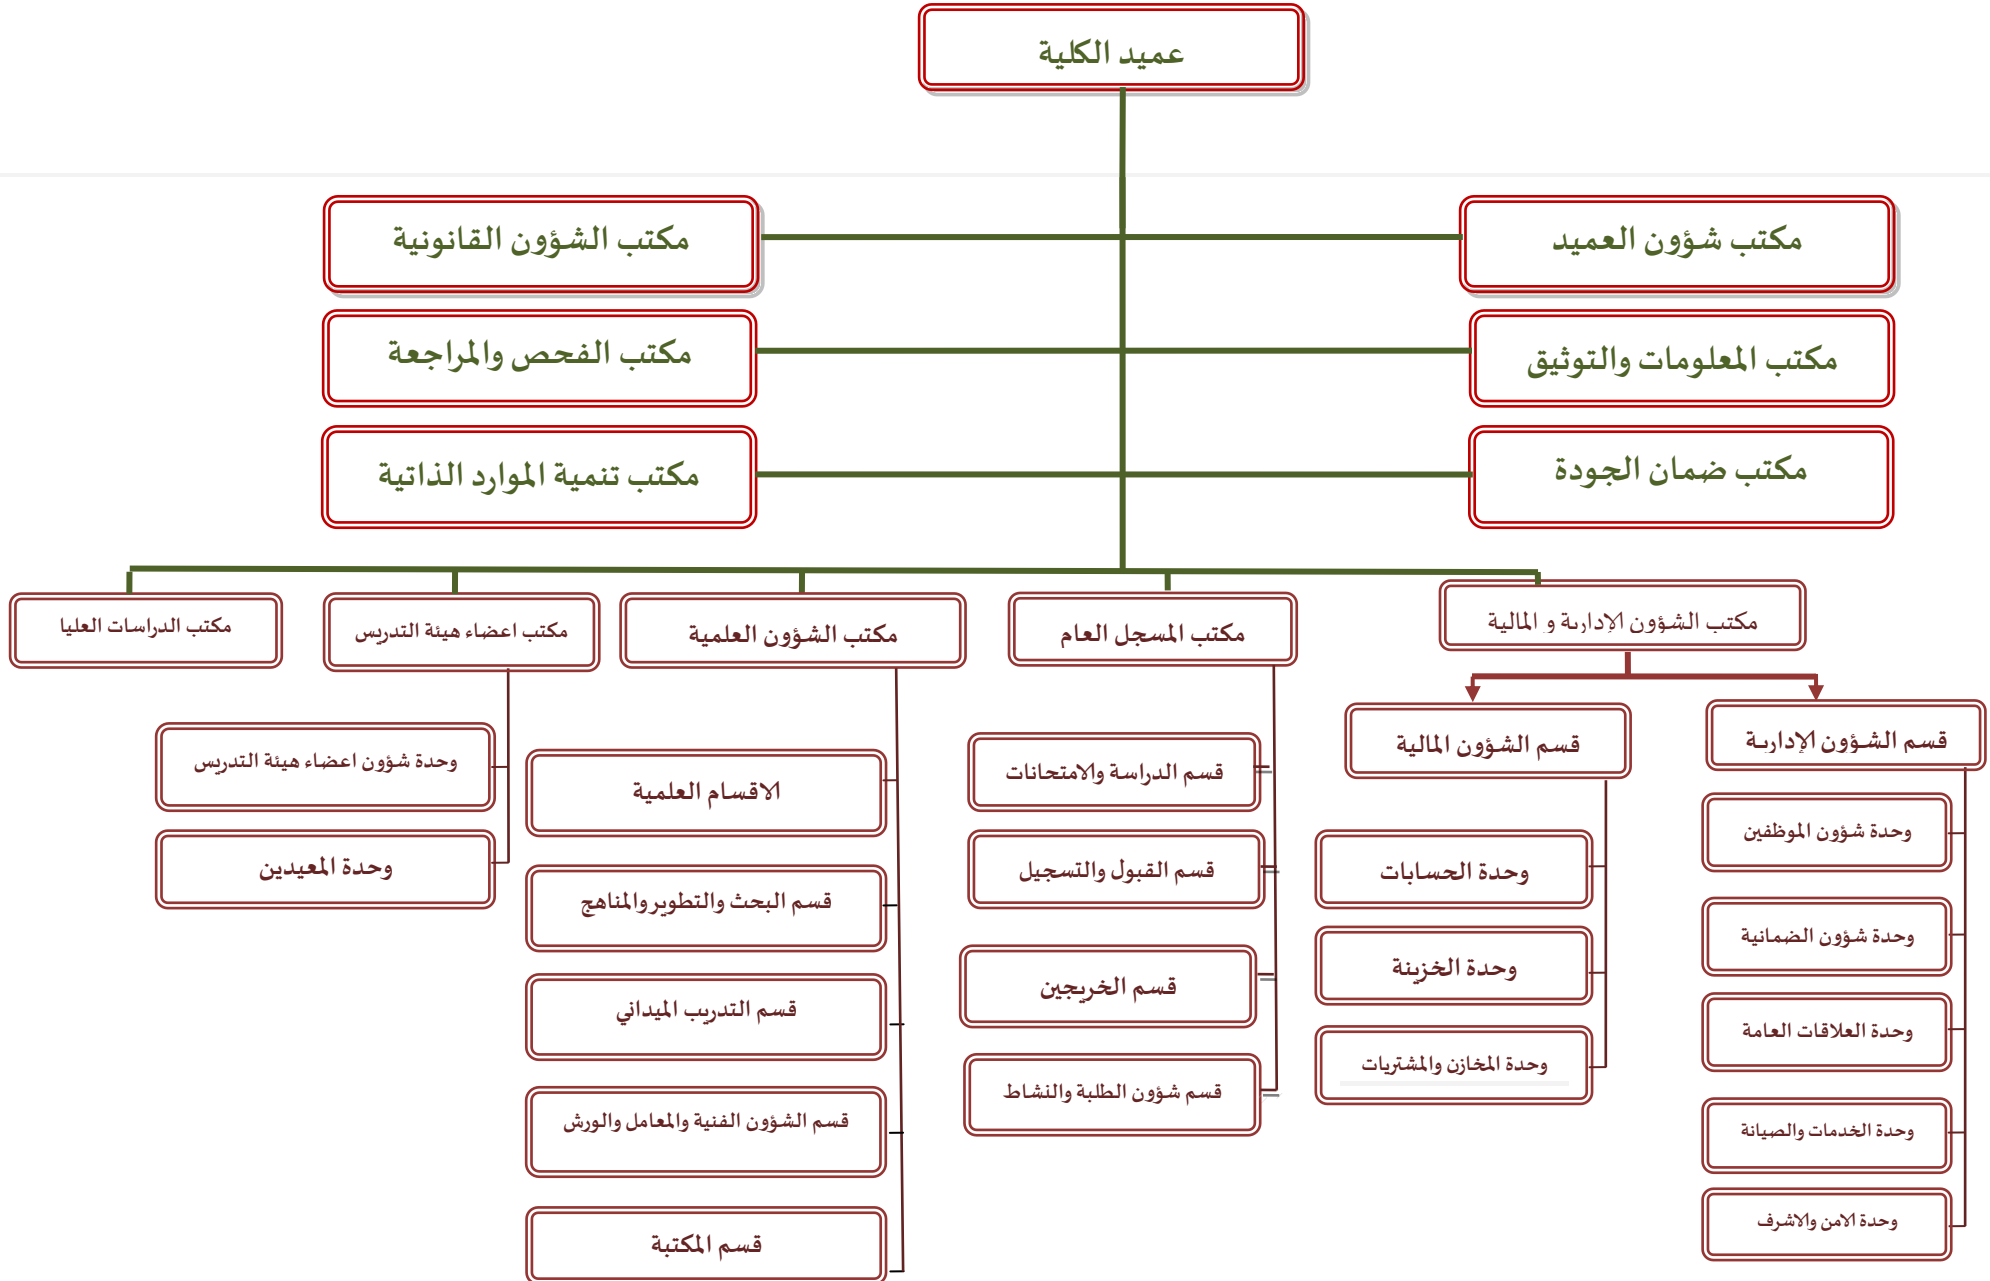 عميد الكلية
مكتب شؤون العميد
مكتب الشؤون القانونية
مكتب المعلومات والتوثيق
مكتب الفحص والمراجعة
مكتب ضمان الجودة
مكتب تنمية الموارد الذاتية
مكتب الشؤون الإدارية و المالية
مكتب المسجل العام
مكتب الشؤون العلمية
مكتب اعضاء هيئة التدريس
مكتب الدراسات العليا
قسم الشؤون الإدارية
وحدة شؤون الموظفين
وحدة شؤون الضمانية
وحدة العلاقات العامة
وحدة الخدمات والصيانة
وحدة الامن والاشرف
قسم الشؤون المالية
وحدة الحسابات
وحدة الخزينة
وحدة المخازن والمشتريات
قسم الدراسة والامتحانات
قسم القبول والتسجيل
قسم الخريجين
قسم شؤون الطلبة والنشاط
الاقسام العلمية
قسم البحث والتطوير والمناهج
قسم التدريب الميداني
قسم الشؤون الفنية والمعامل والورش
قسم المكتبة
وحدة شؤون اعضاء هيئة التدريس
وحدة المعيدين